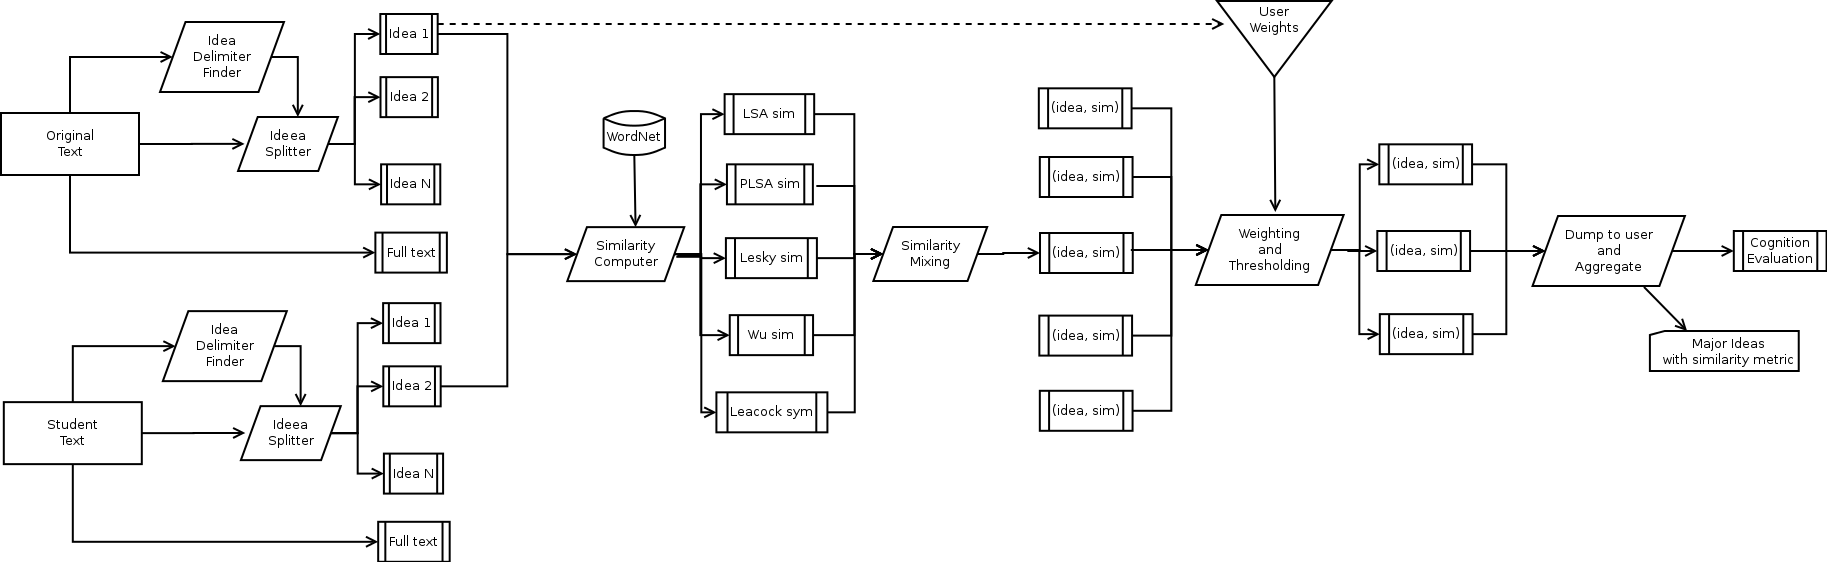 Idea
Delimiter
Finder
Original
Text
Ideea
Splitter
Idea 1
Idea 2
Idea N
Full text
Idea
Delimiter
Finder
Student
Text
Ideea
Splitter
Idea 1
Idea 2
Idea N
Full text
WordNet
Similarity
Computer
LSA sim
PLSA sim
Lesky sim
Wu sim
Leacock sym
Similarity
Mixing
(idea, sim)
(idea, sim)
(idea, sim)
(idea, sim)
(idea, sim)
User
Weights
Weighting
and
Thresholding
(idea, sim)
(idea, sim)
(idea, sim)
Dump to user
and
Aggregate
Cognition
Evaluation
Major Ideas
with similarity metric